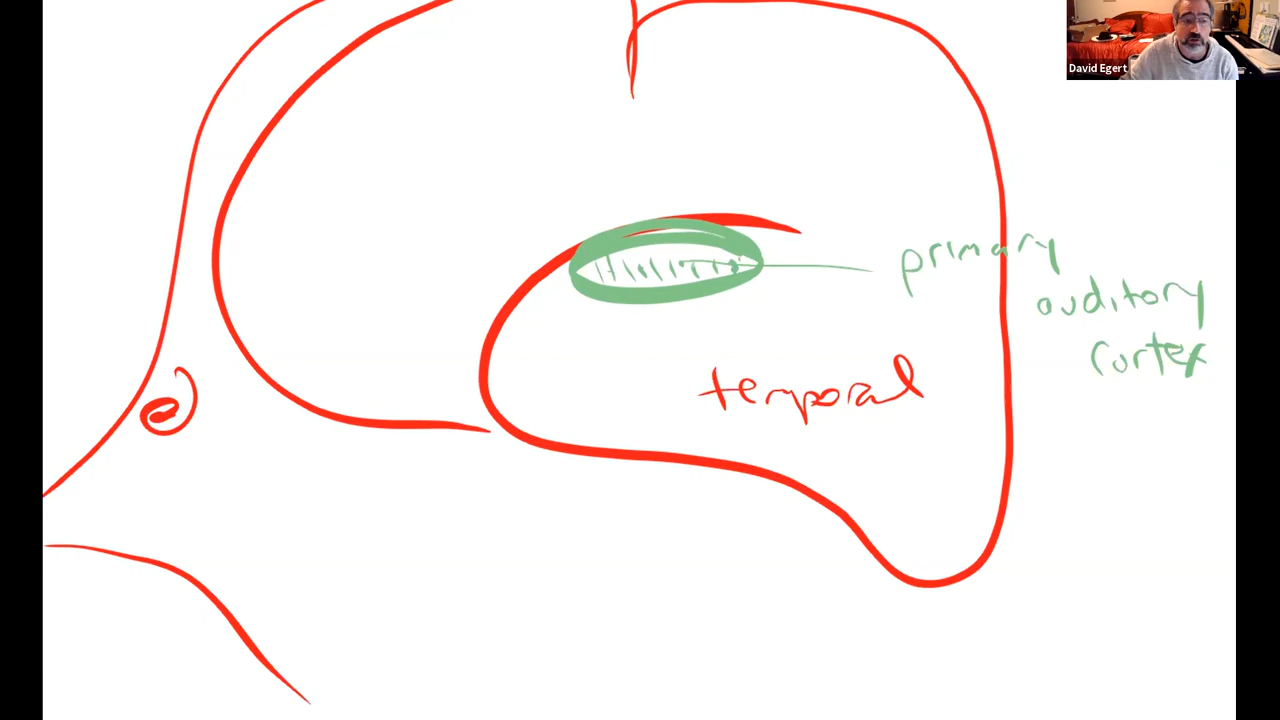 David Egert
primary
auditory
cortex
temporal